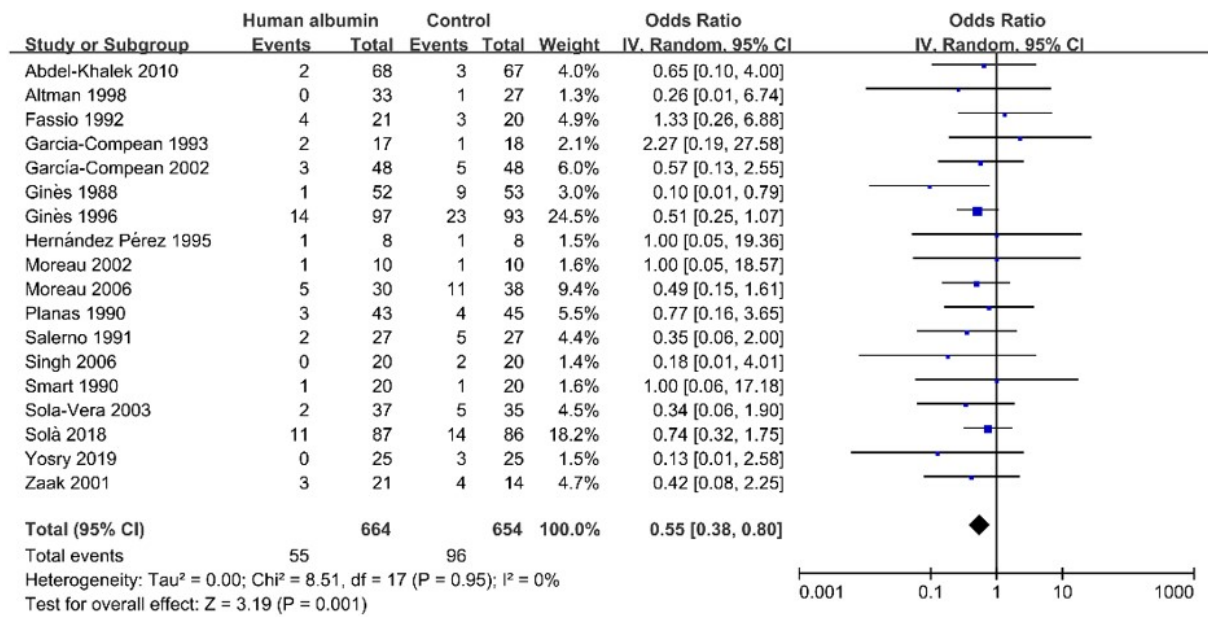 Human albumin Control Odds Ratio Odds Ratio
Study or Subgroup Events Total Events Total Weight IV. Random. 95% CI IV. Random. 95% CI
Abdel-Khalek 2010 2 68 3 67 4.0% 0.65 [0.10, 4.00]
Altman 1998 0 33 1 27 1.3% 0.26 [0.01, 6.74]
Fassio 1992 4 21 3 20 4.9% 1.33 [0.26, 6.88]
Garcia-Compean 1993 2 17 1 18 2.1% 2.27 [0.19, 27.58]
García-Compean 2002 3 48 5 48 6.0% 0.57 [0.13, 2.55]
Ginès 1988 1 52 9 53 3.0% 0.10 [0.01, 0.79]
Ginès 1996 14 97 23 93 24.5% 0.51 [0.25, 1.07]
Hernández Pérez 1995 1 8 1 8 1.5% 1.00 [0.05, 19.36]
Moreau 2002 1 10 1 10 1.6% 1.00 [0.05, 18.57]
Moreau 2006 5 30 11 38 9.4% 0.49 [0.15, 1.61]
Planas 1990 3 43 4 45 5.2% 0.77 [0.16, 3.65]
Salerno 1991 2 27 5 27 4.2% 0.35 [0.06, 2.00]
Singh 2006 0 20 2 20 1.4% 0.18 [0.01, 4.01]
Smart 1990 1 20 1 20 1.6% 1.00 [0.06, 17.18]
Sola-Vera 2003 2 37 5 35 4.5% 0.34 [0.06, 1.90]
Solà 2018 11 87 14 86 18.2% 0.74 [0.32, 1.75]
Yosry 2019 0 25 3 25 1.5% 0.13 [0.01, 2.58]
Zaak 2001 3 21 4 14 4.7% 0.42 [0.08, 2.25]
Total (95% CI) 664 654 100.0% 0.55 [0.38, 0.80]
Total events 55 96
Heterogeneity: Tau² = 0.00; Chi² = 8.51, df = 17 (P = 0.95); I² = 0%
Test for overall effect: Z = 3.19 (P = 0.001)
0.001 0.1 1 10 1000